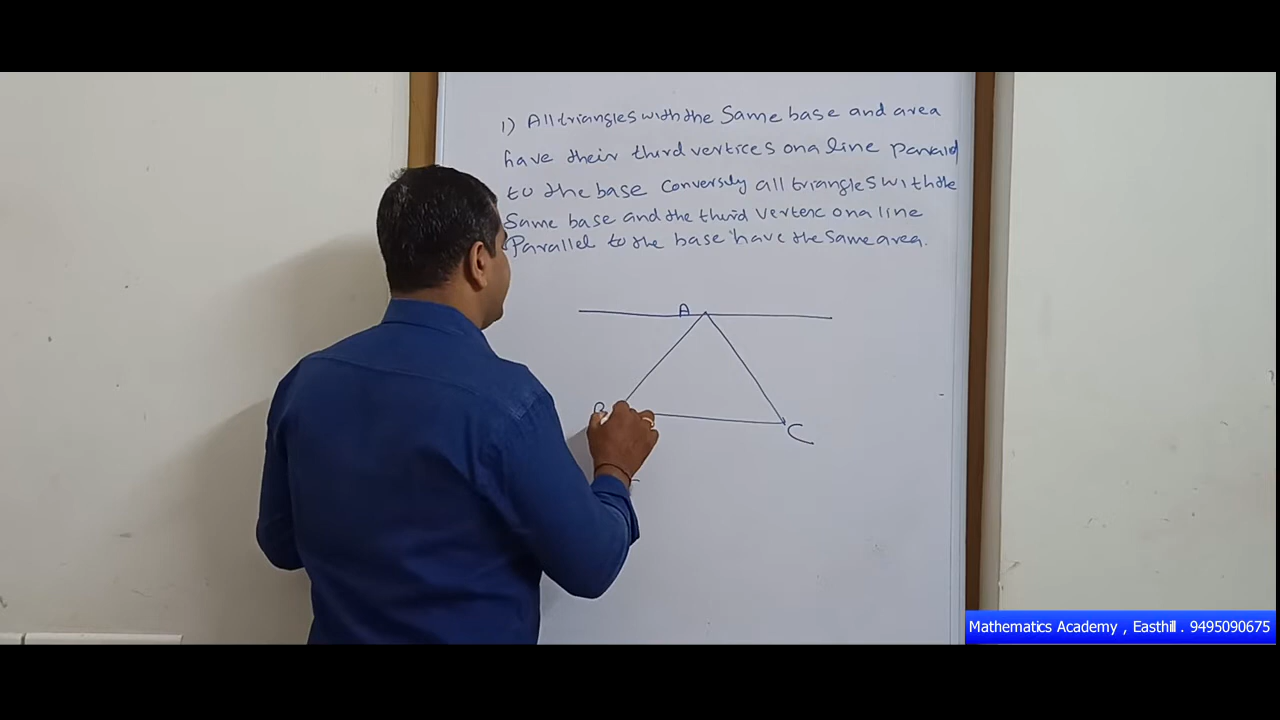 1) All triangles with the Same base and area
have their third vertices on a line parallel
to the base Conversly all triangles with the
Same base and the third Vertex on a line
Parallel to the base have the Same area.
A
B
C
Mathematics Academy , Easthill . 9495090675